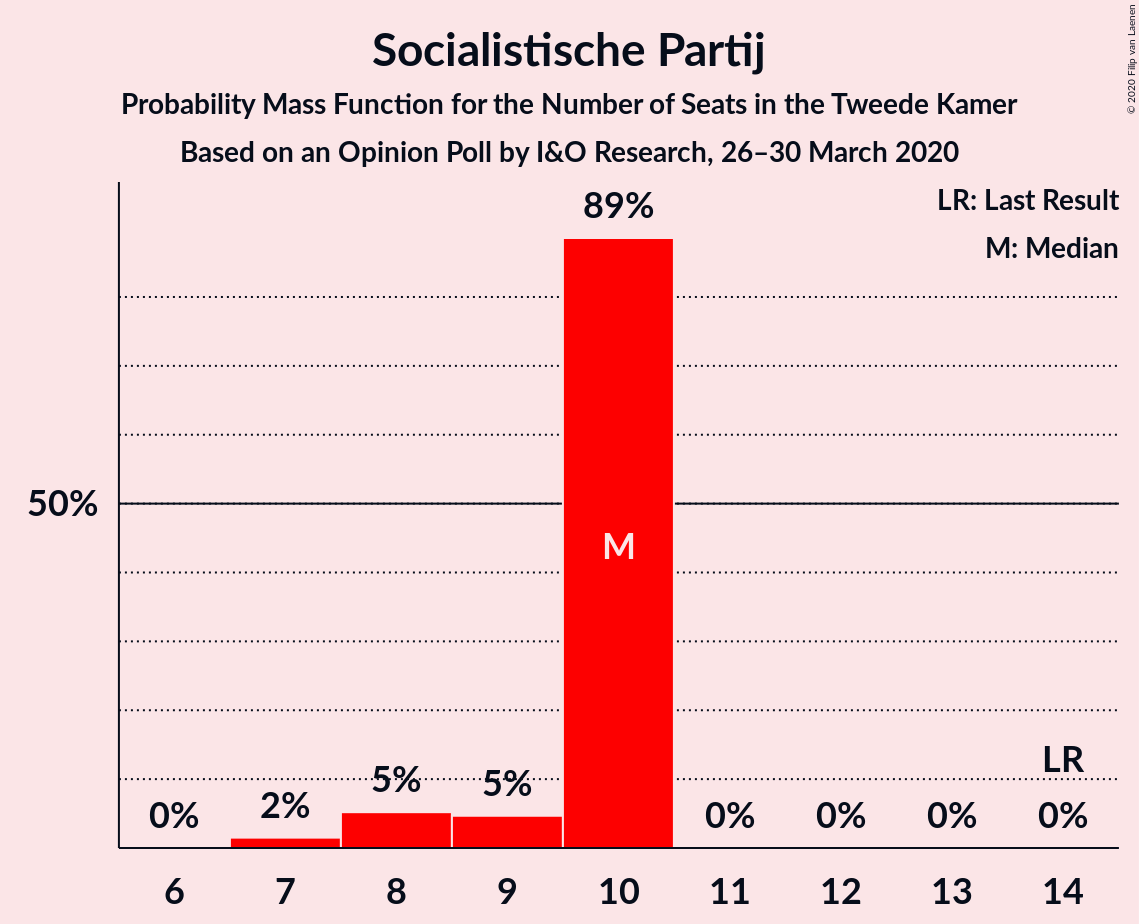 Socialistische Partij
Probability Mass Function for the Number of Seats in the Tweede Kamer
Based on an Opinion Poll by I&O Research, 26–30 March 2020
© 2020 Filip van Laenen
LR: Last Result
M: Median
89%
50%
M
LR
0%
2%
5%
5%
0%
0%
0%
0%
6 7 8 9 10 11 12 13 14